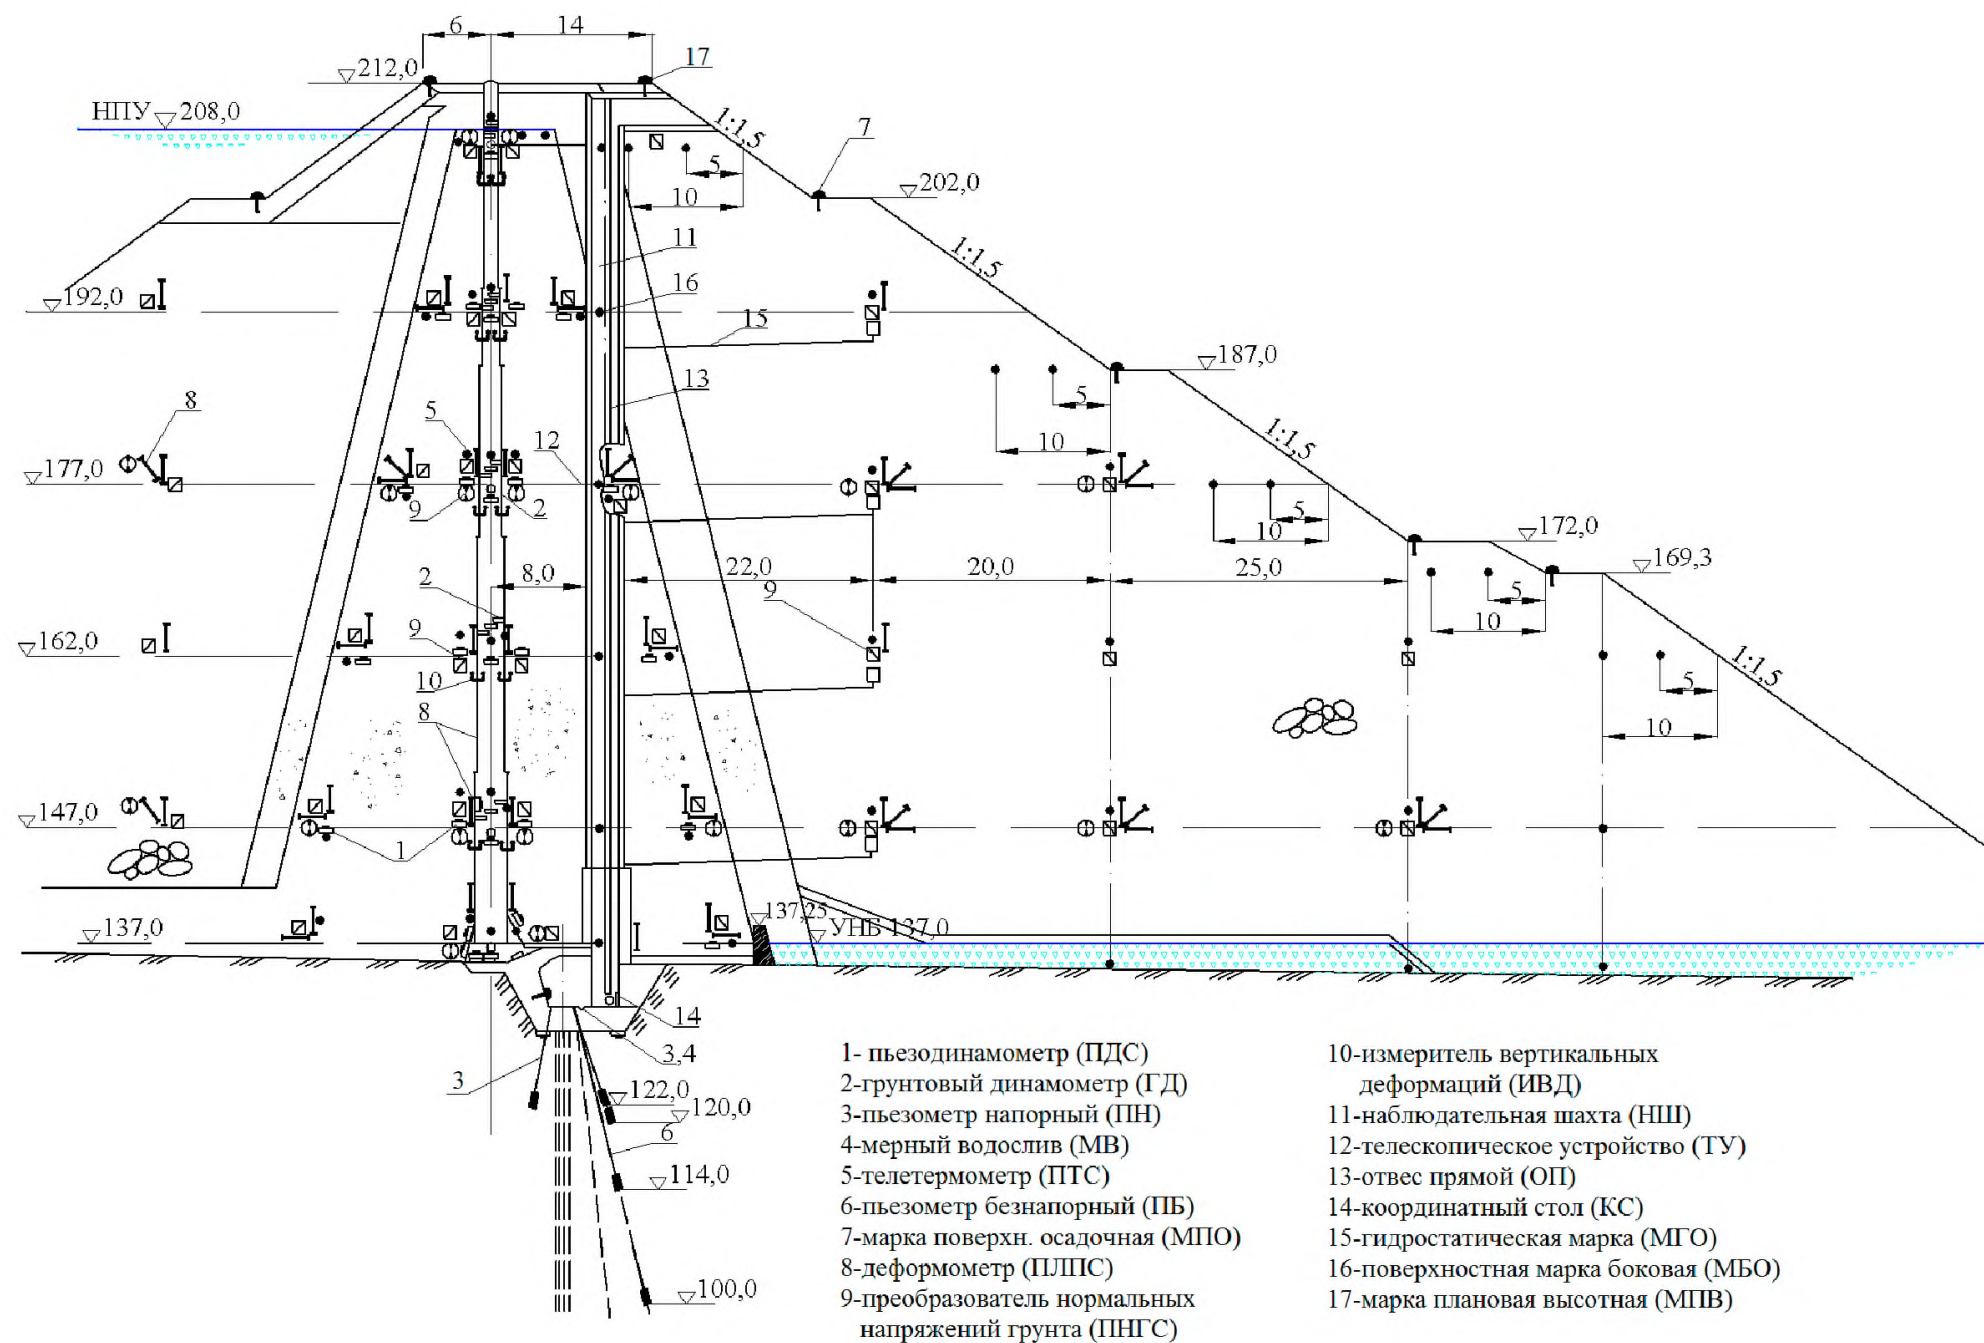 6
14
17
212,0
НПУ 208,0
1:1,5
7
5
10
202,0
11
1:1,5
16
192,0
15
187,0
13
5
8
5
10
12
1:1,5
177,0
9
2
5
10
172,0
2
8,0
22,0
20,0
25,0
169,3
9
5
10
162,0
9
10
1:1,5
5
8
10
147,0
1
137,0
137,25
УНБ 137,0
14
3,4
3
122,0
120,0
6
114,0
100,0
1- пьезодинамометр (ПДС)
2-грунтовый динамометр (ГД)
3-пьезометр напорный (ПН)
4-мерный водослив (МВ)
5-телетермометр (ПТС)
6-пьезометр безнапорный (ПБ)
7-марка поверхн. осадочная (МПО)
8-деформометр (ПЛПС)
9-преобразователь нормальных
напряжений грунта (ПНГС)
10-измеритель вертикальных
деформаций (ИВД)
11-наблюдательная шахта (НШ)
12-телескопическое устройство (ТУ)
13-отвес прямой (ОП)
14-координатный стол (КС)
15-гидростатическая марка (МГО)
16-поверхностная марка боковая (МБО)
17-марка плановая высотная (МПВ)